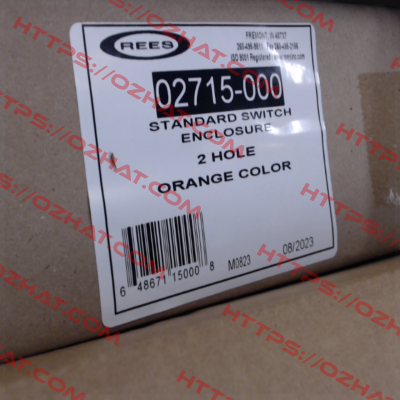 REES
FREMONT, IN 46737
02715-000
STANDARD SWITCH
ENCLOSURE
2 HOLE
ORANGE COLOR
6 48671 15000 8
M0823
08/2023
HTTPS://OZHAT.COM